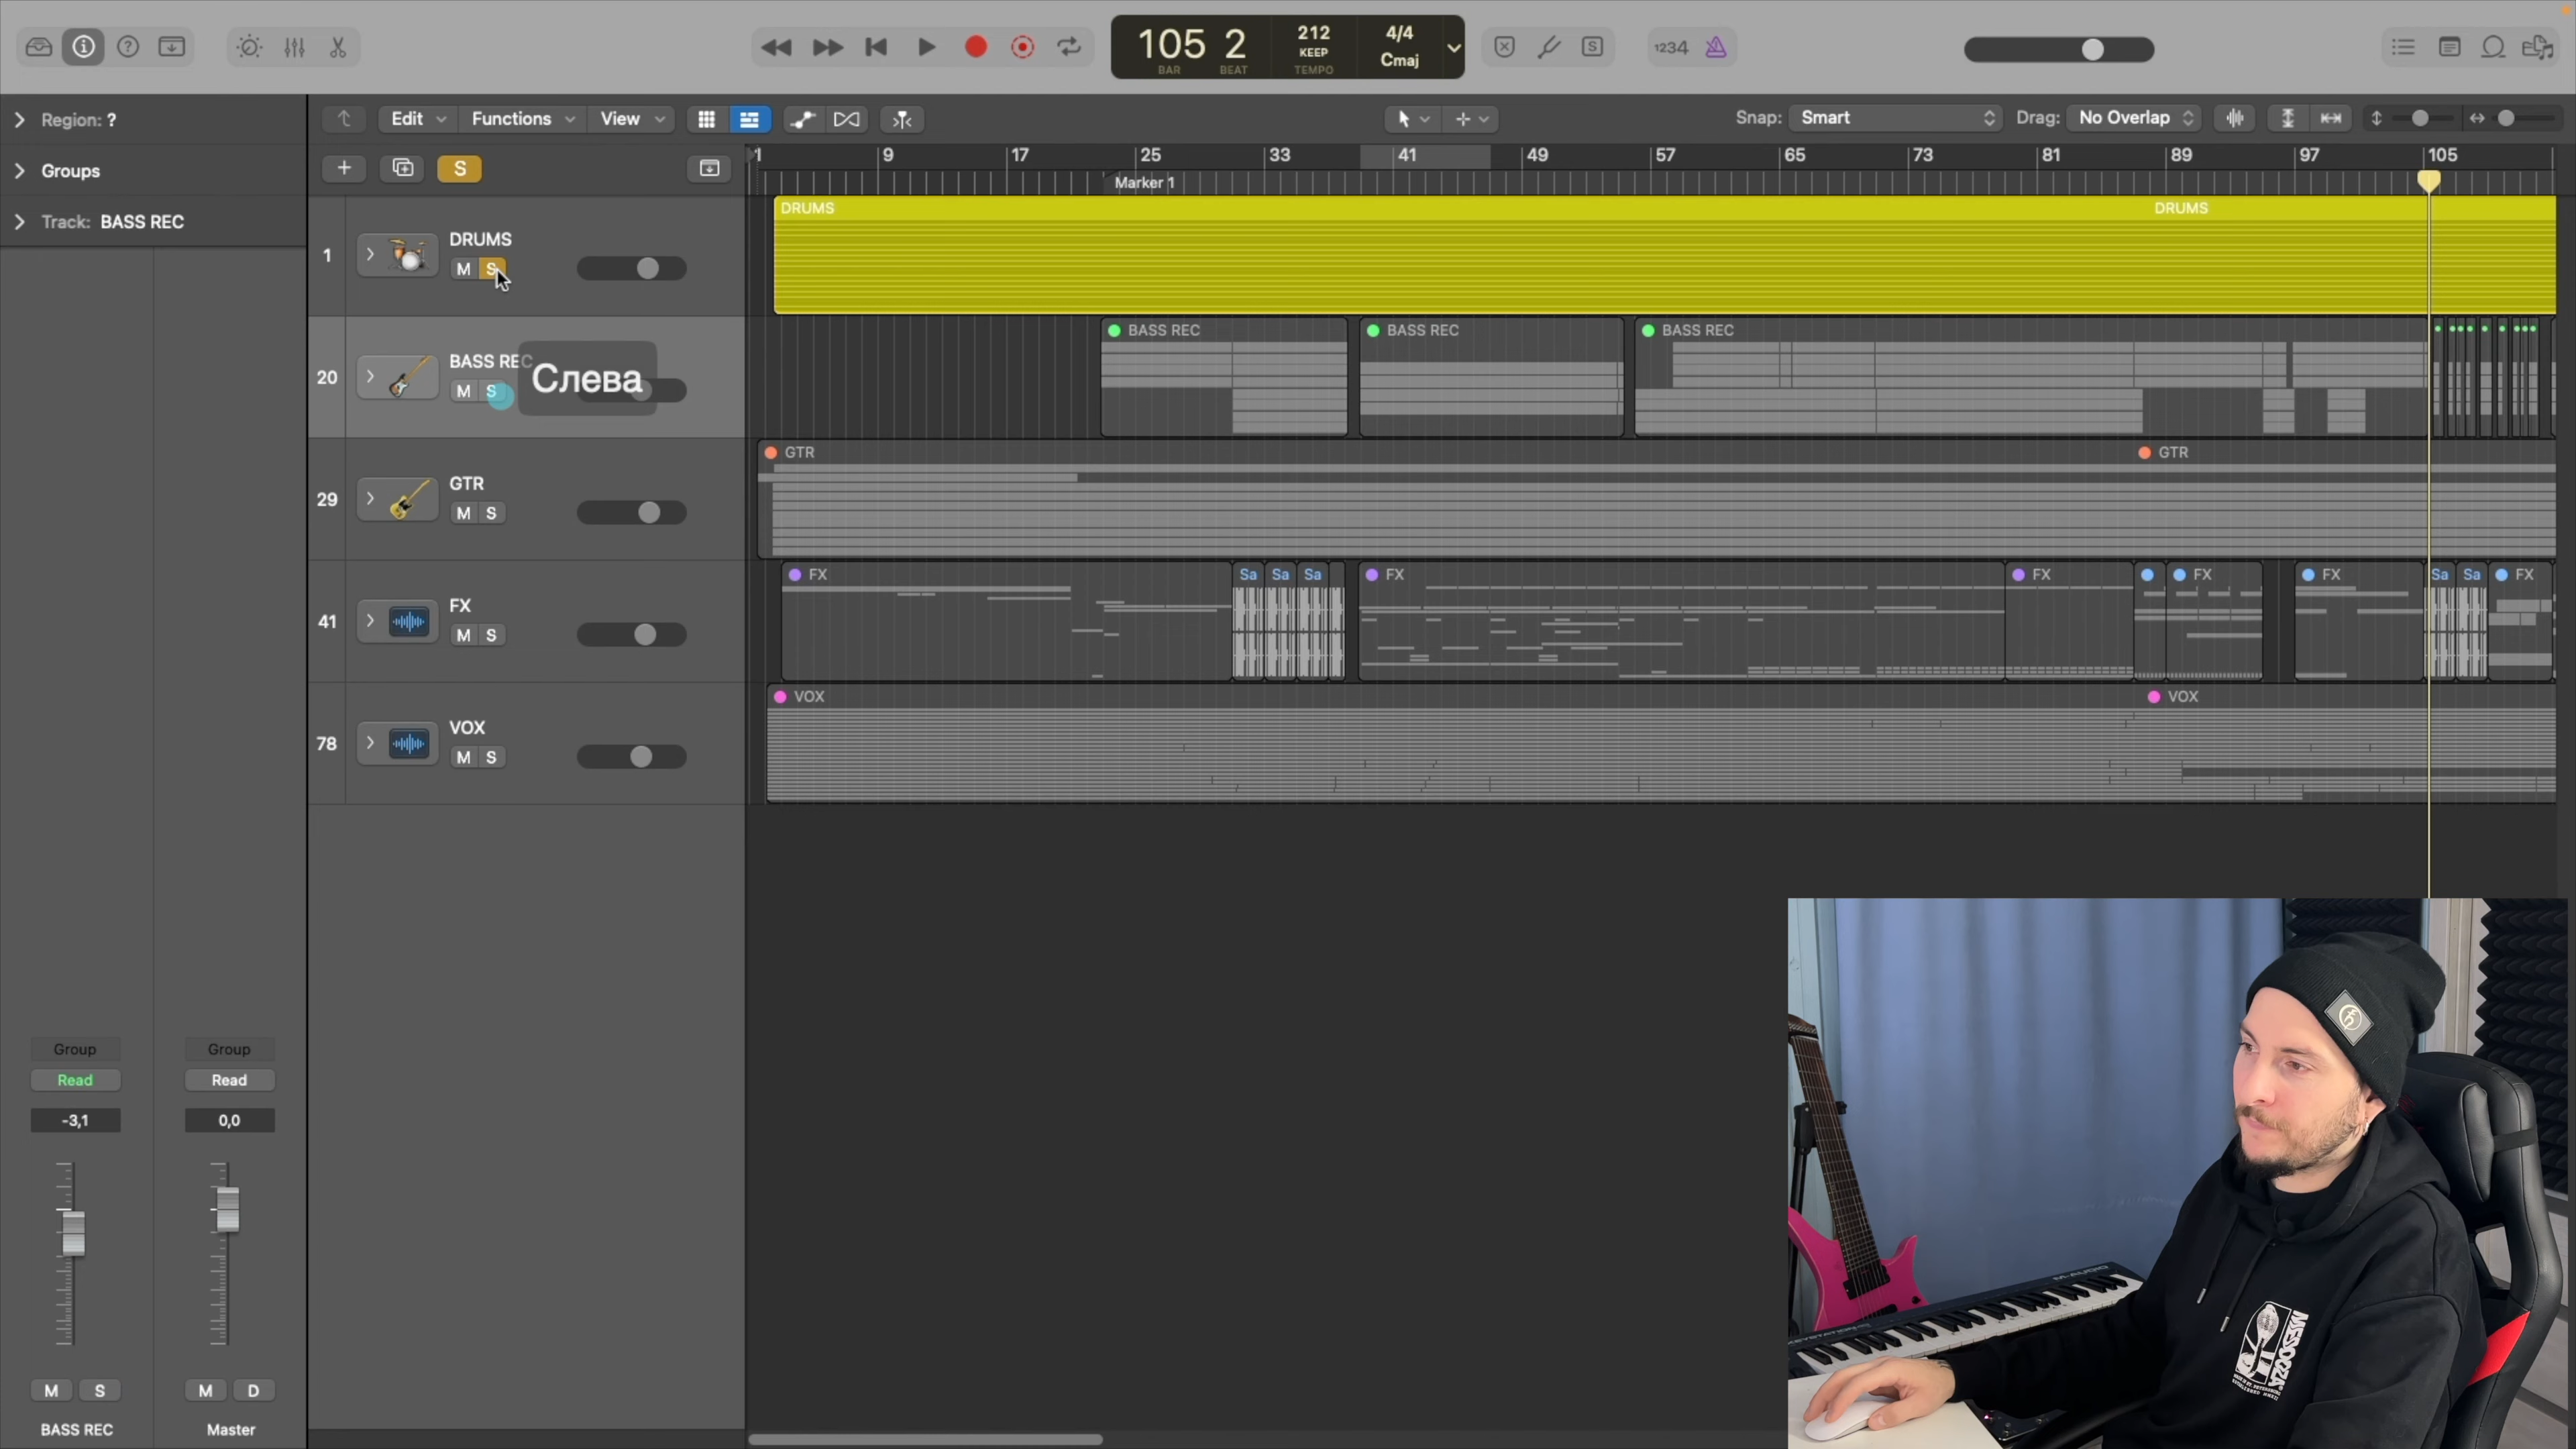 105 2 212 4/4
KEEP Cmaj
BAR BEAT TEMPO
1234
Region: ?
Edit Functions View
Snap: Smart Drag: No Overlap
Groups
S
1 9 17 25 33 41 49 57 65 73 81 89 97 105
Marker 1
Track: BASS REC
1 DRUMS
M S
DRUMS DRUMS
20 BASS REC
M S
Слева
BASS REC BASS REC BASS REC
29 GTR
M S
GTR GTR
41 FX
M S
FX Sa Sa Sa FX FX FX FX Sa Sa FX
78 VOX
M S
VOX VOX
Group Group
Read Read
-3,1 0,0
M S M D
BASS REC Master
M-AUDIO